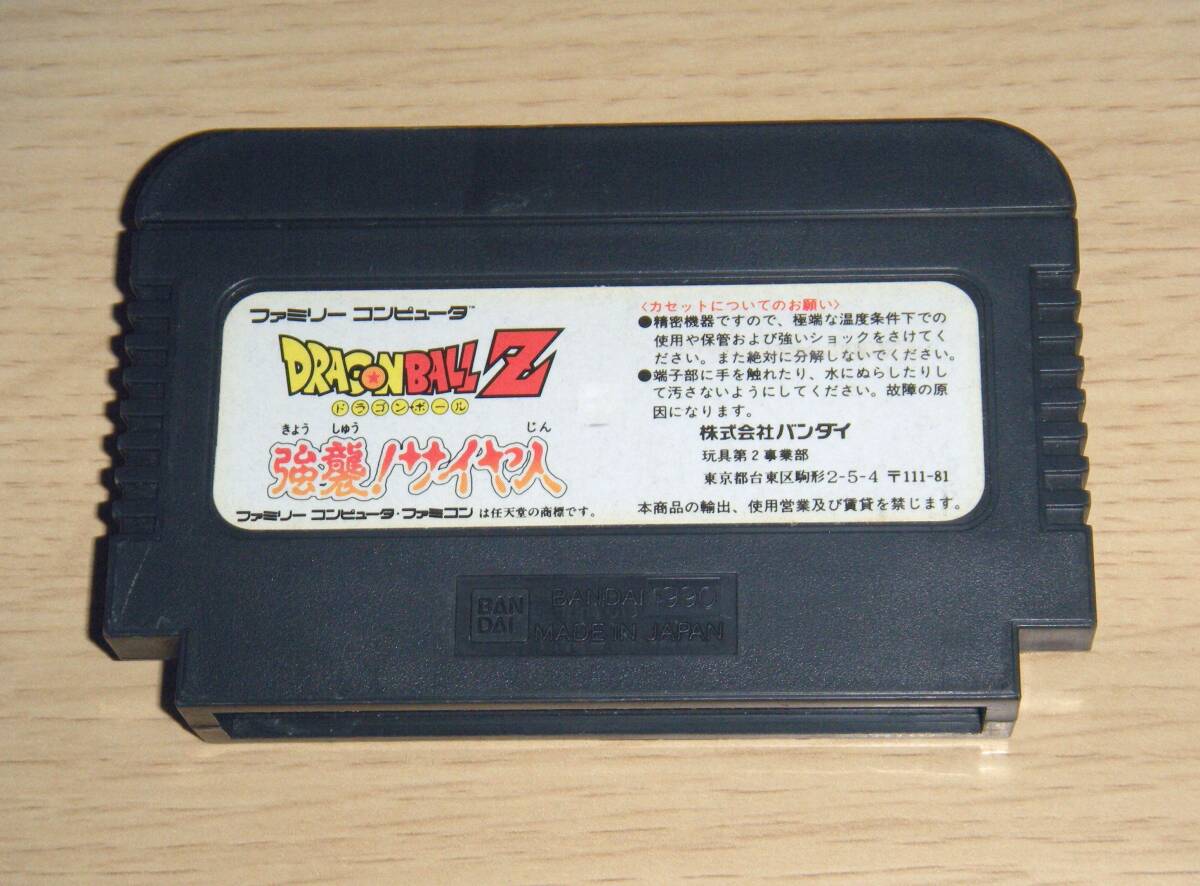 ファミリー コンピュータ™
DRAGON BALL Z
ドラゴンボール
きょう しゅう じん
強襲!サイヤ人
ファミリー コンピュータ・ファミコン は任天堂の商標です。
〈カセットについてのお願い〉
●精密機器ですので、極端な温度条件下での
使用や保管および強いショックをさけてく
ださい。また絶対に分解しないでください。
●端子部に手を触れたり、水にぬらしたりし
て汚さないようにしてください。故障の原
因になります。
株式会社バンダイ
玩具第2事業部
東京都台東区駒形2-5-4 〒111-81
本商品の輸出、使用営業及び賃貸を禁じます。
BAN
DAI
BANDAI 1990
MADE IN JAPAN